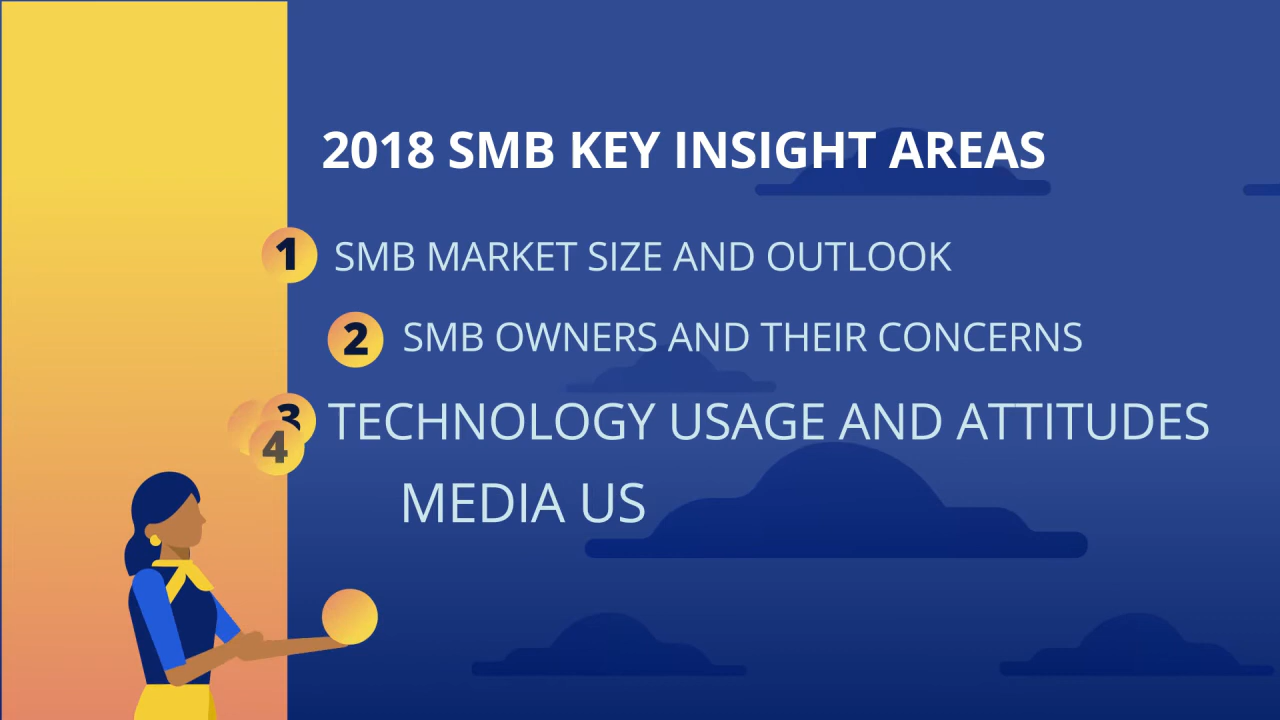 2018 SMB KEY INSIGHT AREAS
1 SMB MARKET SIZE AND OUTLOOK
2 SMB OWNERS AND THEIR CONCERNS
3 TECHNOLOGY USAGE AND ATTITUDES
4 MEDIA US